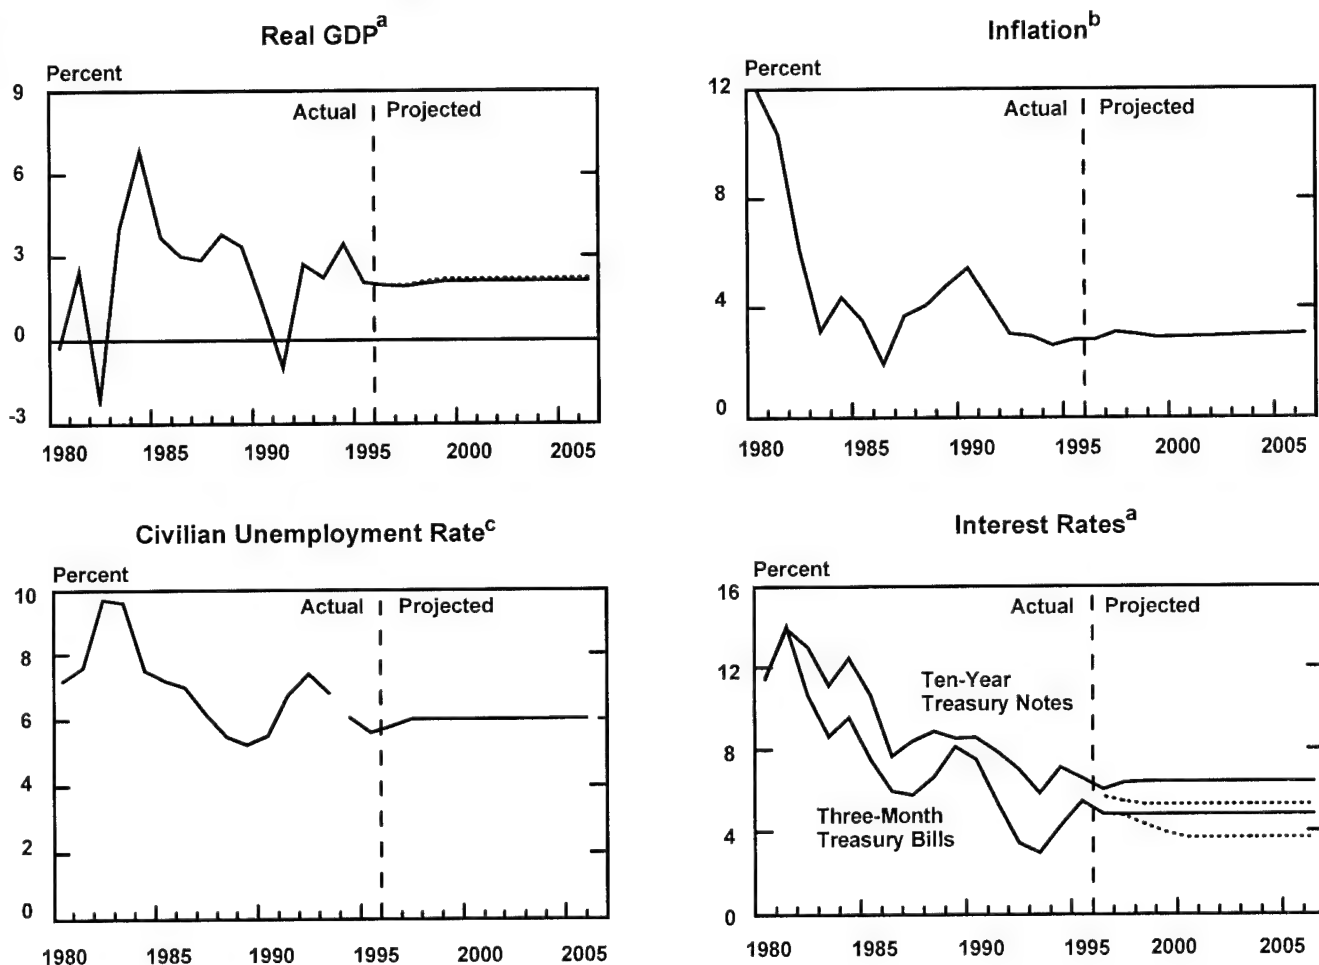 Real GDPa
Percent
9
6
3
0
-3
Actual
Projected
1980 1985 1990 1995 2000 2005
Inflationb
Percent
12
8
4
0
Actual
Projected
1980 1985 1990 1995 2000 2005
Civilian Unemployment Ratec
Percent
10
8
6
4
2
0
Actual
Projected
1980 1985 1990 1995 2000 2005
Interest Ratesa
Percent
16
12
8
4
0
Actual
Projected
Ten-Year
Treasury Notes
Three-Month
Treasury Bills
1980 1985 1990 1995 2000 2005